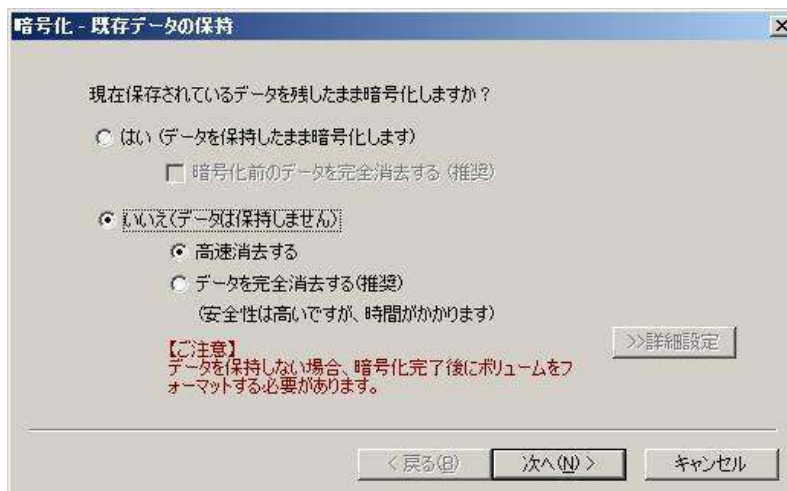 暗号化 - 既存データの保持
現在保存されているデータを残したまま暗号化しますか？
はい (データを保持したまま暗号化します)
暗号化前のデータを完全消去する (推奨)
いいえ(データは保持しません)
高速消去する
データを完全消去する(推奨)
(安全性は高いですが、時間がかかります)
【ご注意】
データを保持しない場合、暗号化完了後にボリュームをフ
ォーマットする必要があります。
>>詳細設定
< 戻る(B)
次へ(N) >
キャンセル